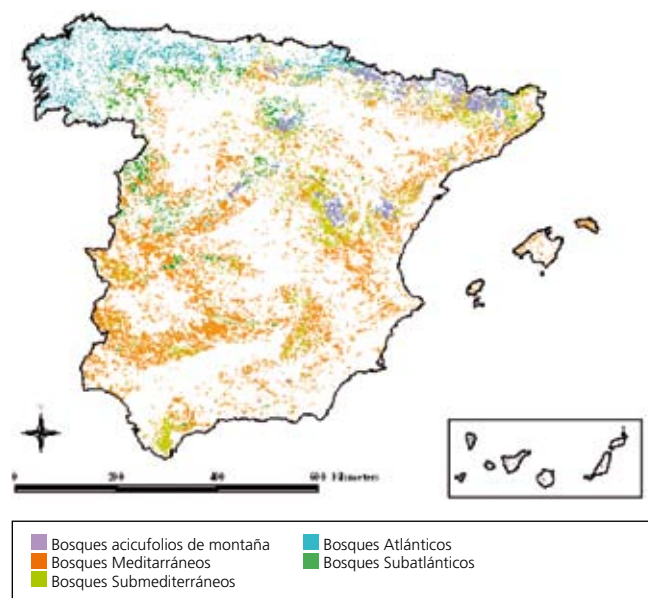 0 200 400 600 Kilometers
Bosques acicufolios de montaña
Bosques Meditarráneos
Bosques Submediterráneos
Bosques Atlánticos
Bosques Subatlánticos